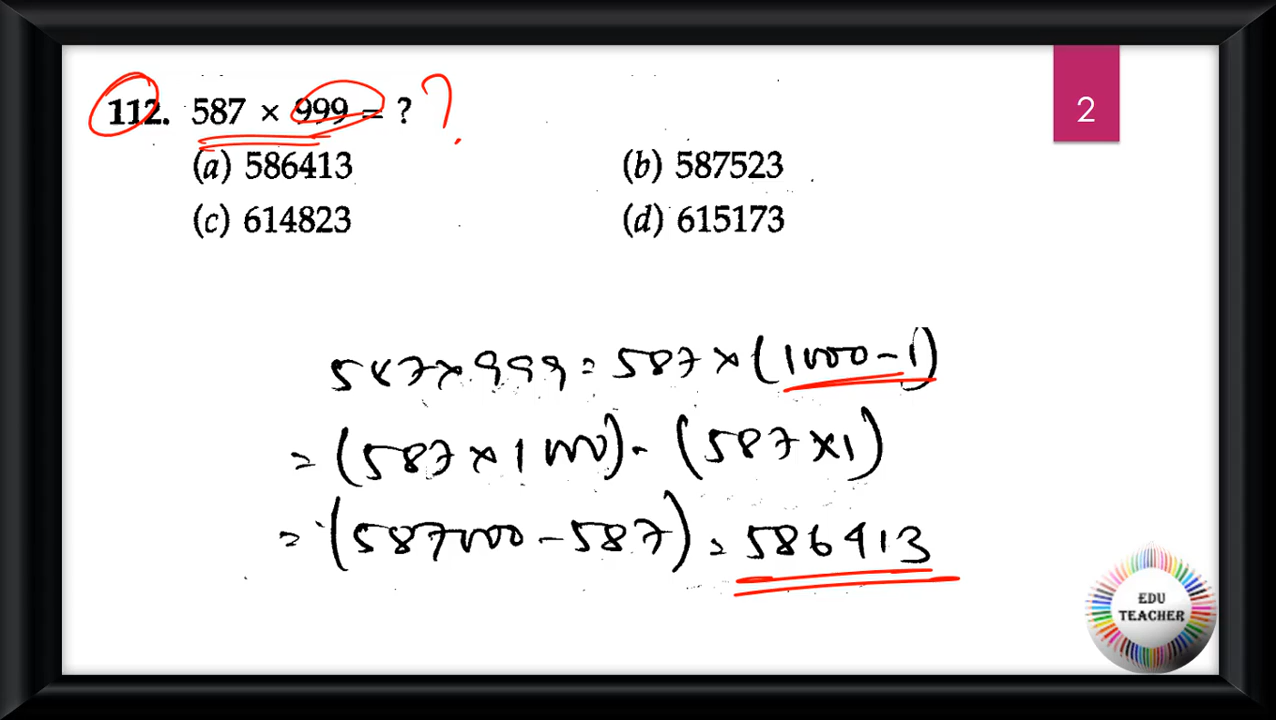 2
112. 587 × 999 = ? ?
(a) 586413 (b) 587523
(c) 614823 (d) 615173
587×999 = 587 × (1000-1)
= (587 × 1000) - (587 ×1)
= (587000 - 587) = 586413
EDU
TEACHER